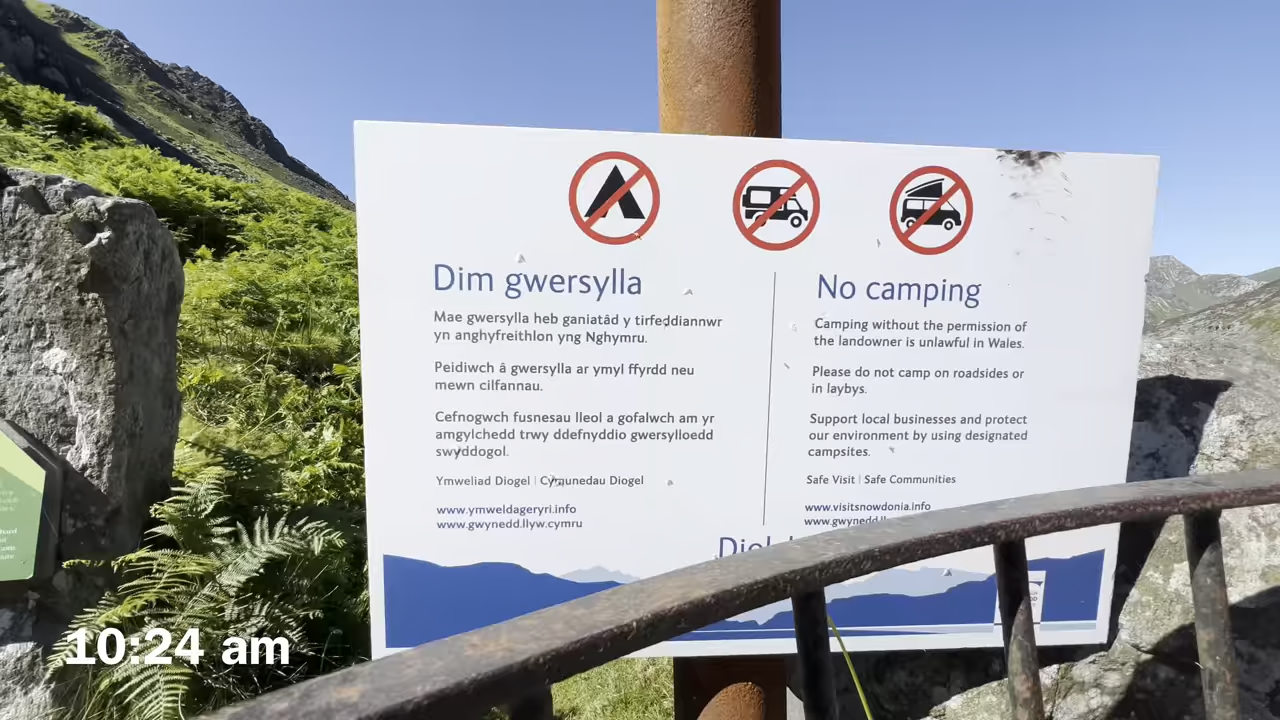 Dim gwersylla
Mae gwersylla heb ganiatâd y tirfeddiannwr
yn anghyfreithlon yng Nghymru.
Peidiwch â gwersylla ar ymyl ffyrdd neu
mewn cilfannau.
Cefnogwch fusnesau lleol a gofalwch am yr
amgylchedd trwy ddefnyddio gwersylloedd
swyddogol.
Ymweliad Diogel | Cymunedau Diogel
www.ymweldageryri.info
www.gwynedd.llyw.cymru
No camping
Camping without the permission of
the landowner is unlawful in Wales.
Please do not camp on roadsides or
in laybys.
Support local businesses and protect
our environment by using designated
campsites.
Safe Visit | Safe Communities
www.visitsnowdonia.info
10:24 am